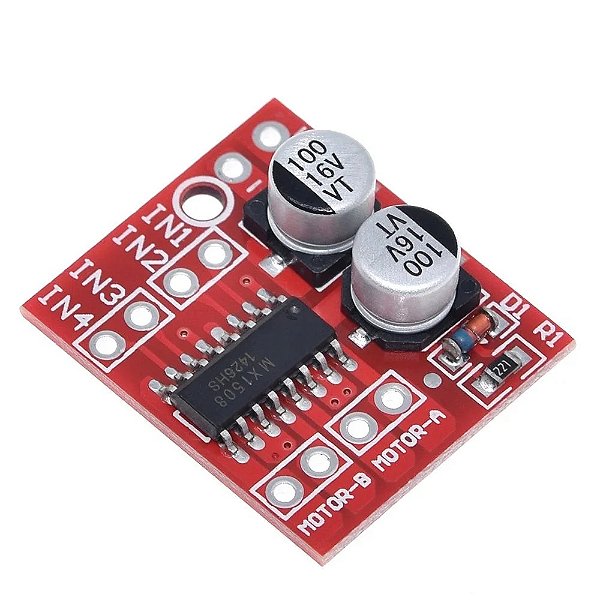 100
16V
VT
100
16V
VT
IN1
IN2
IN3
IN4
MX1508
1426HS
D1
R1
221
MOTOR-A
MOTOR-B